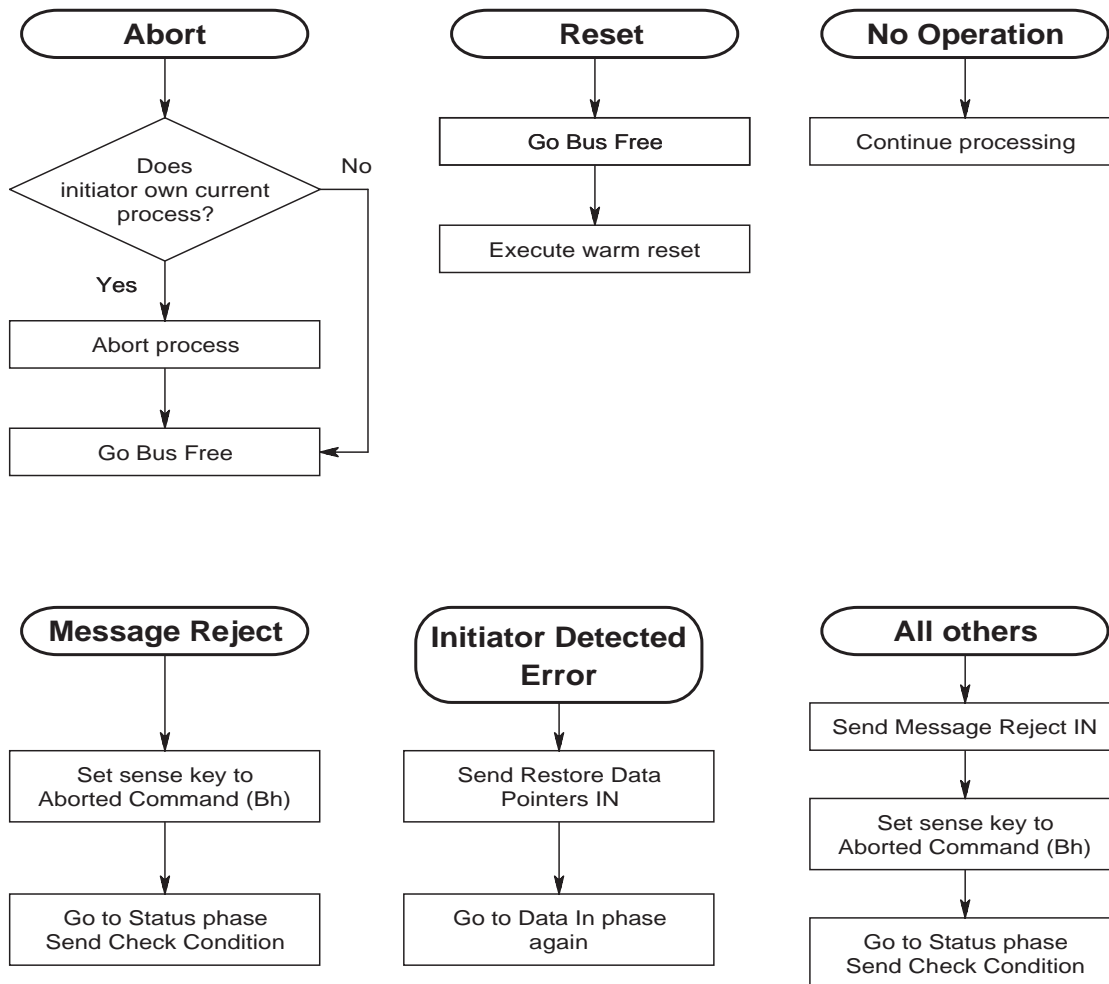 Abort
Does
initiator own current
process?
No
Yes
Abort process
Go Bus Free
Reset
Go Bus Free
Execute warm reset
No Operation
Continue processing
Message Reject
Set sense key to
Aborted Command (Bh)
Go to Status phase
Send Check Condition
Initiator Detected
Error
Send Restore Data
Pointers IN
Go to Data In phase
again
All others
Send Message Reject IN
Set sense key to
Aborted Command (Bh)
Go to Status phase
Send Check Condition